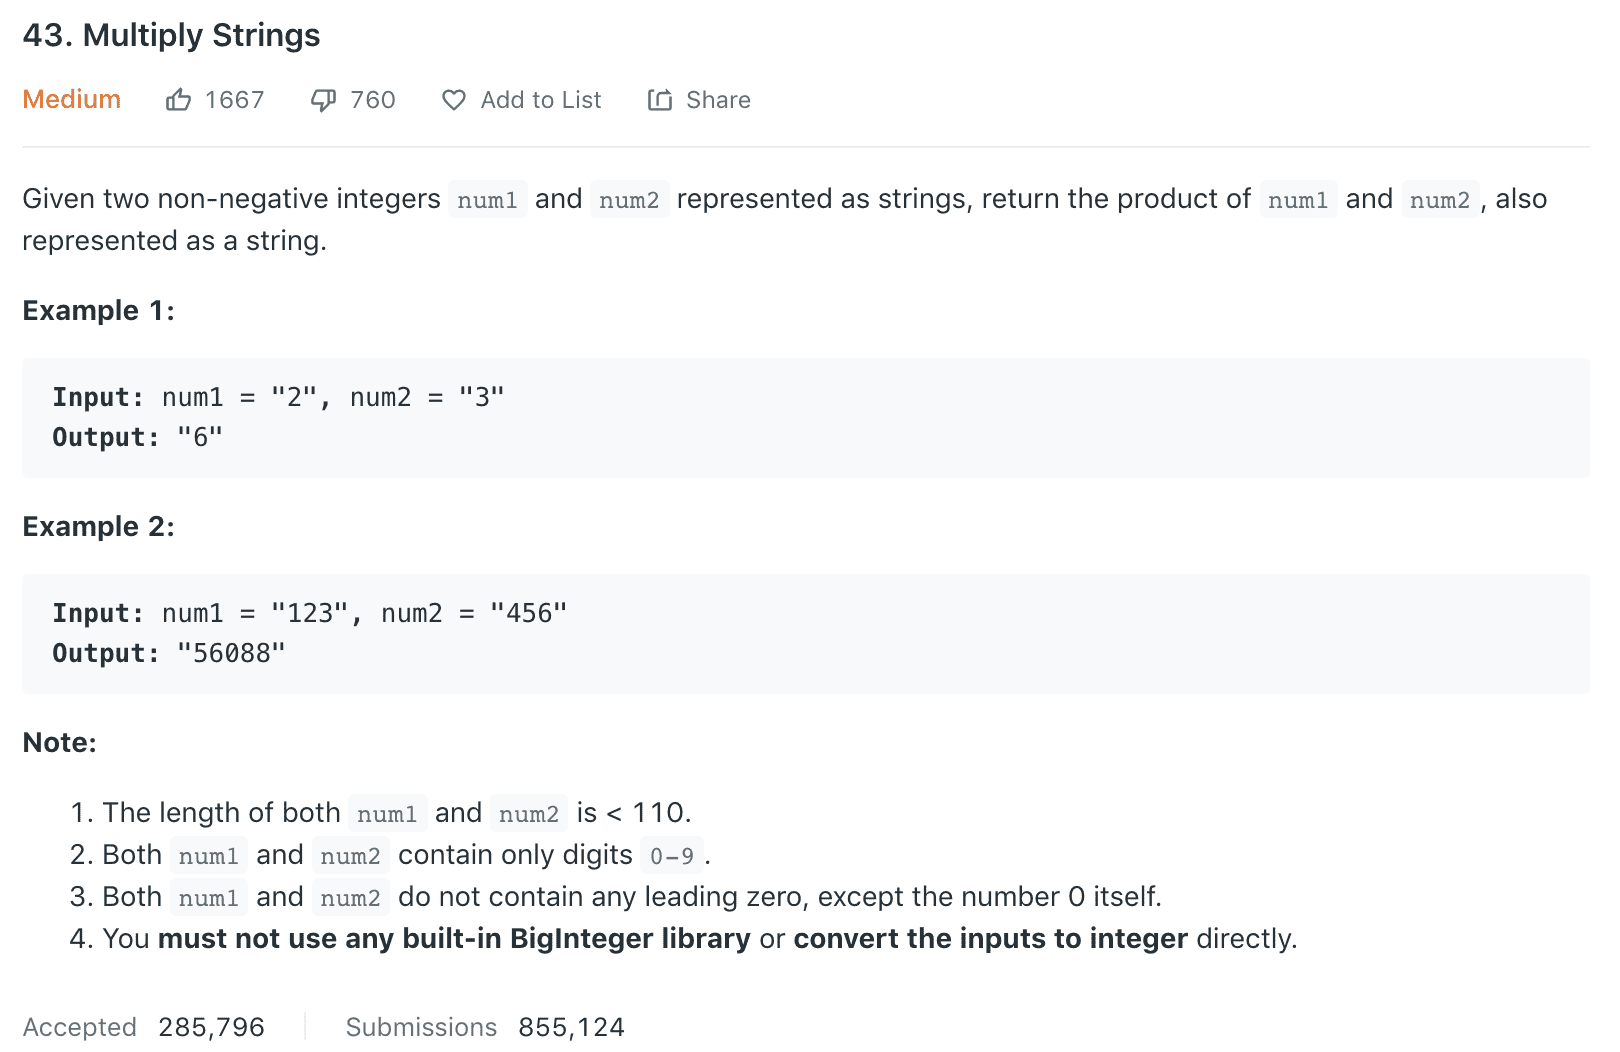 43. Multiply Strings
Medium 1667 760 Add to List Share
Given two non-negative integers num1 and num2 represented as strings, return the product of num1 and num2, also
represented as a string.
Example 1:
Input: num1 = "2", num2 = "3"
Output: "6"
Example 2:
Input: num1 = "123", num2 = "456"
Output: "56088"
Note:
1. The length of both num1 and num2 is < 110.
2. Both num1 and num2 contain only digits 0-9.
3. Both num1 and num2 do not contain any leading zero, except the number 0 itself.
4. You must not use any built-in BigInteger library or convert the inputs to integer directly.
Accepted 285,796 Submissions 855,124